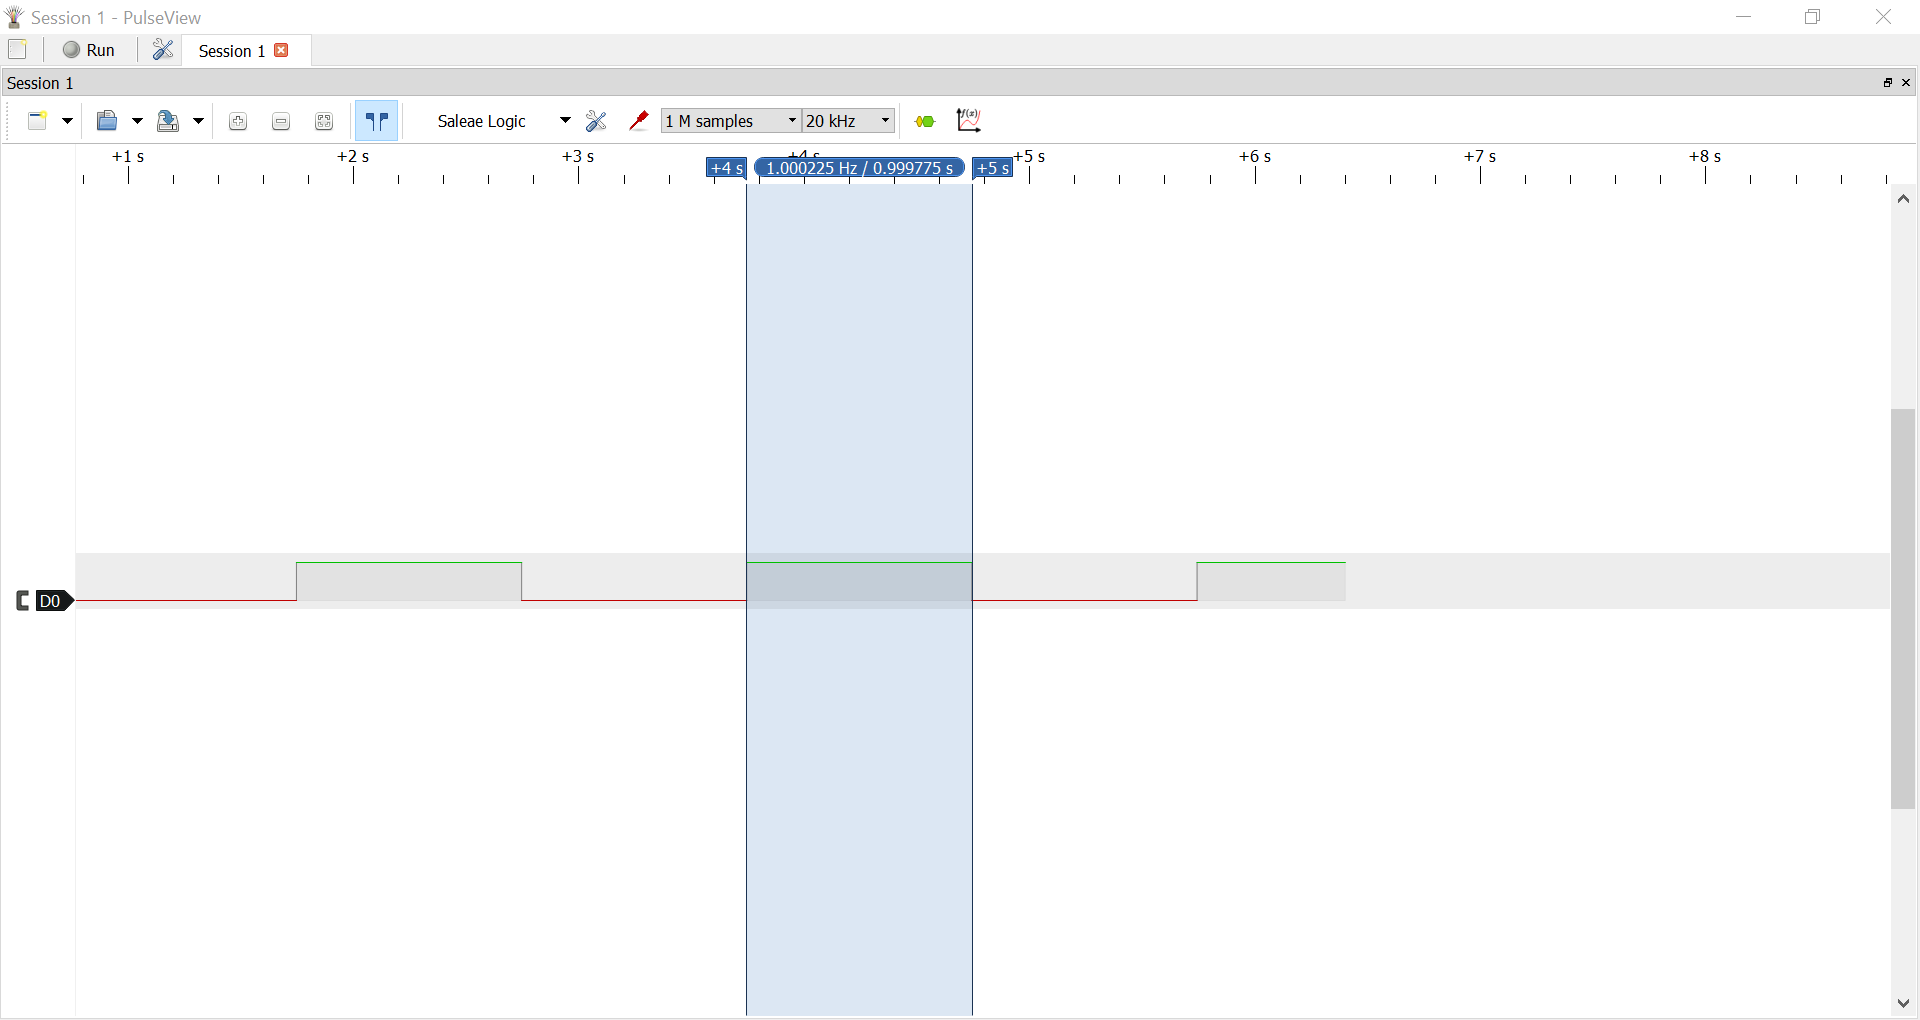 Session 1 - PulseView
Run
Session 1
Session 1
Saleae Logic
1 M samples
20 kHz
f(x)
+1 s +2 s +3 s +4 s +5 s +6 s +7 s +8 s
+4 s 1.000225 Hz / 0.999775 s +5 s
D0